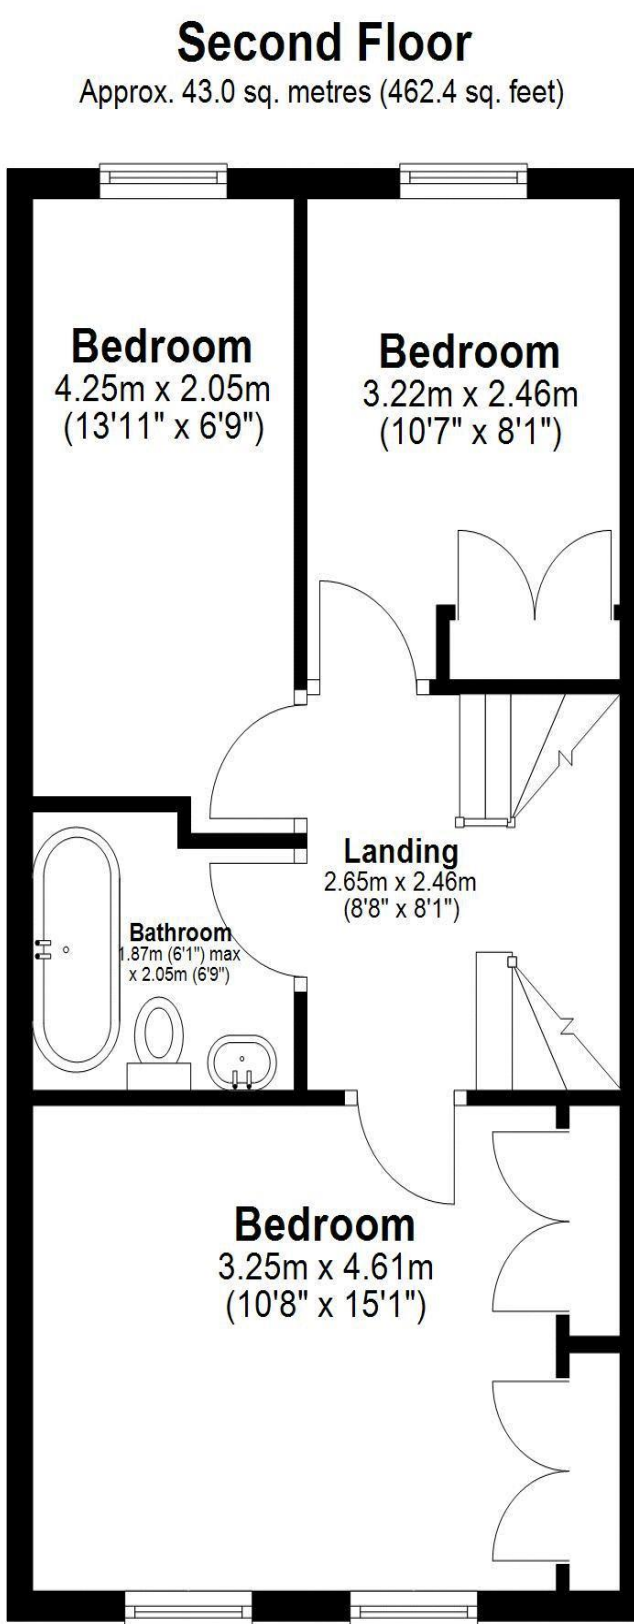 Second Floor
Approx. 43.0 sq. metres (462.4 sq. feet)
Bedroom
4.25m x 2.05m
(13'11" x 6'9")
Bedroom
3.22m x 2.46m
(10'7" x 8'1")
Landing
2.65m x 2.46m
(8'8" x 8'1")
Bathroom
1.87m (6'1") max
x 2.05m (6'9")
Bedroom
3.25m x 4.61m
(10'8" x 15'1")